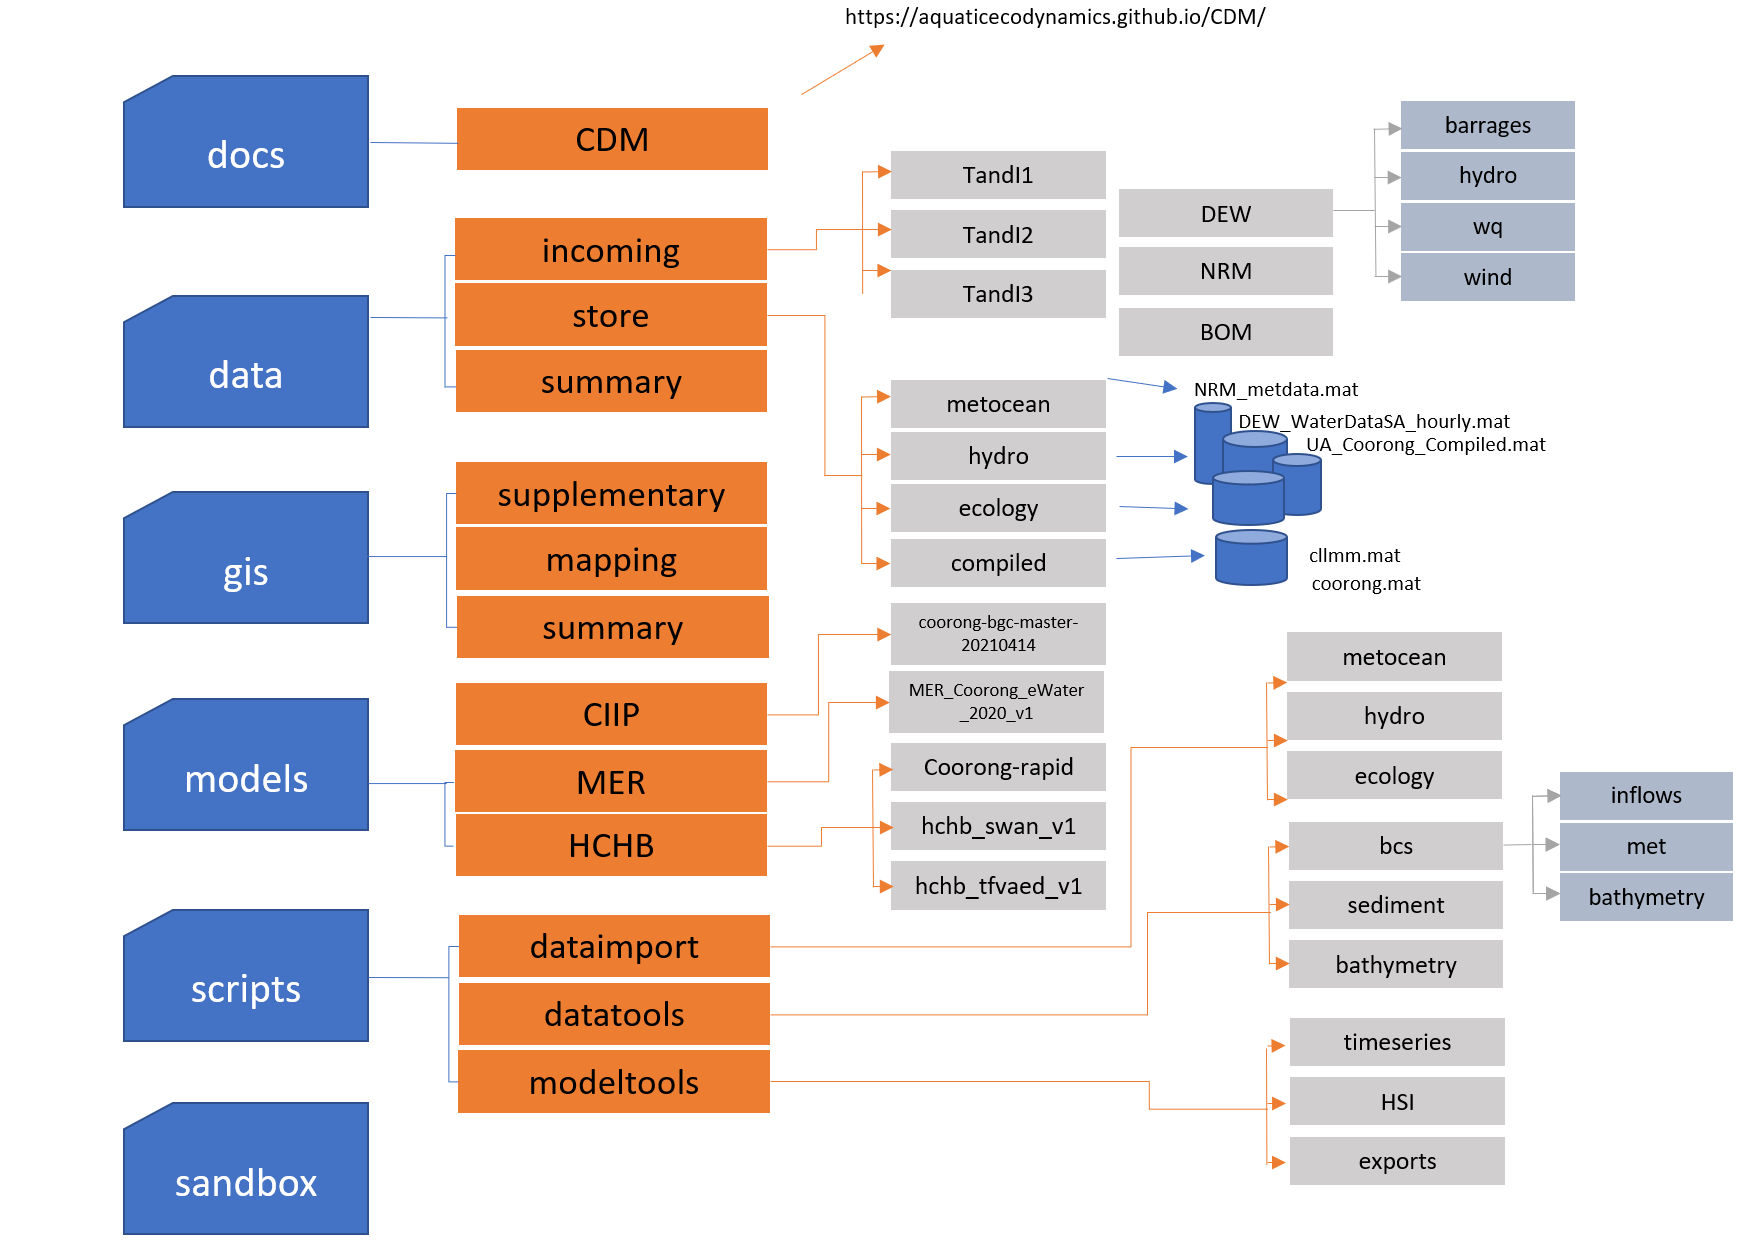 https://aquaticecodynamics.github.io/CDM/
docs
CDM
data
incoming
store
summary
TandI1
TandI2
TandI3
DEW
NRM
BOM
barrages
hydro
wq
wind
metocean
hydro
ecology
compiled
NRM_metdata.mat
DEW_WaterDataSA_hourly.mat
UA_Coorong_Compiled.mat
cllmm.mat
coorong.mat
gis
supplementary
mapping
summary
models
CIIP
MER
HCHB
coorong-bgc-master-
20210414
MER_Coorong_eWater
_2020_v1
Coorong-rapid
hchb_swan_v1
hchb_tfvaed_v1
scripts
dataimport
datatools
modeltools
metocean
hydro
ecology
bcs
sediment
bathymetry
inflows
met
bathymetry
timeseries
HSI
exports
sandbox